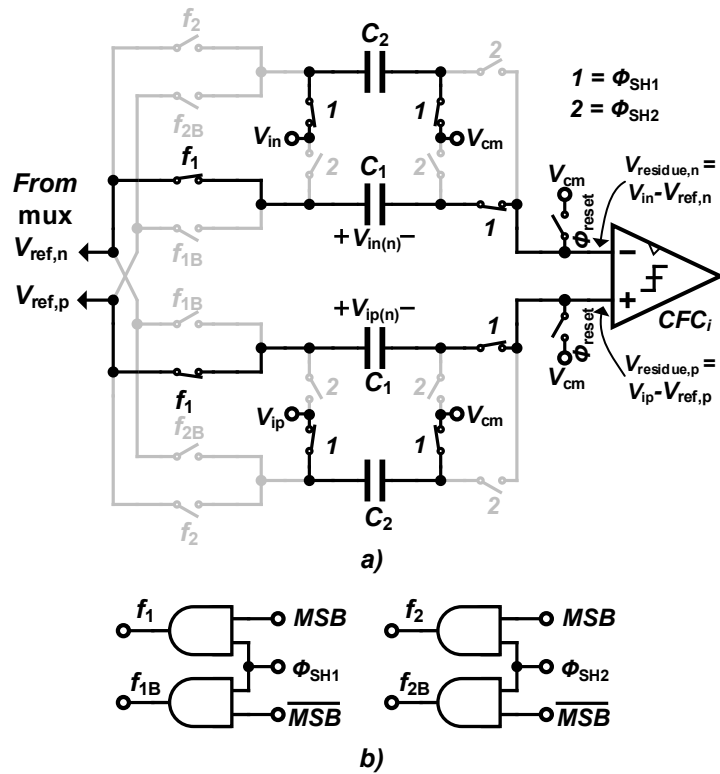 f2
C2
2
1 = ΦSH1
2 = ΦSH2
f2B
1
1
Vin
Vcm
f1
2
2
Vcm
Vresidue,n =
Vin-Vref,n
From
mux
C1
Φreset
Vref,n
f1B
+Vin(n)−
1
−
Vref,p
f1B
+Vip(n)−
+
CFCi
1
Φreset
C1
Vresidue,p =
Vip-Vref,p
f1
2
2
Vcm
Vip
Vcm
f2B
1
1
f2
C2
2
a)
f1
MSB
f2
MSB
ΦSH1
ΦSH2
f1B
MSB
f2B
MSB
b)